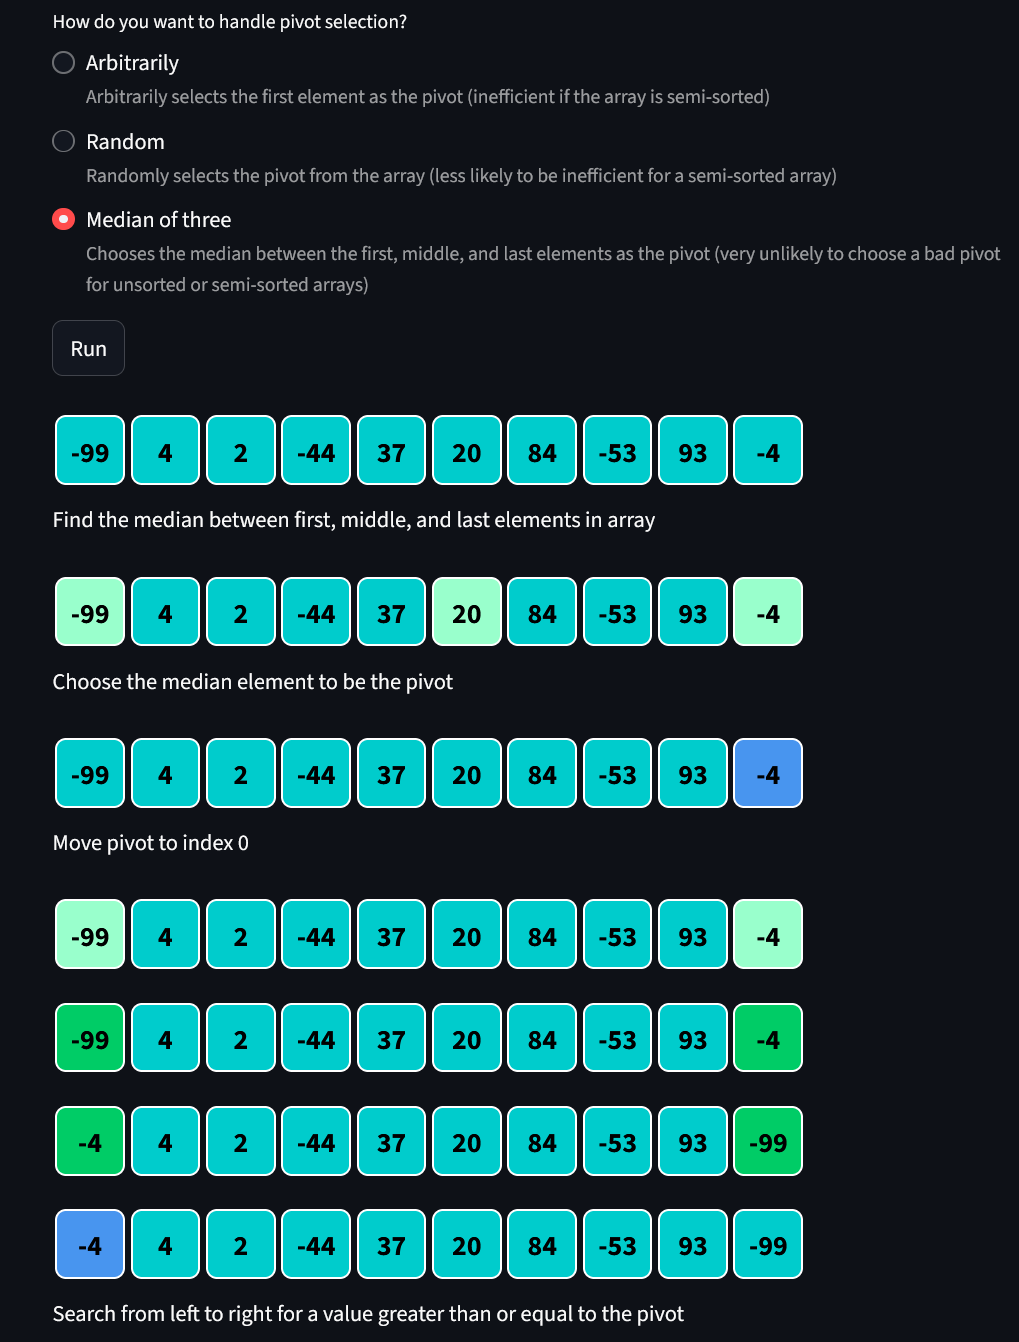 How do you want to handle pivot selection?
Arbitrarily
Arbitrarily selects the first element as the pivot (inefficient if the array is semi-sorted)
Random
Randomly selects the pivot from the array (less likely to be inefficient for a semi-sorted array)
Median of three
Chooses the median between the first, middle, and last elements as the pivot (very unlikely to choose a bad pivot
for unsorted or semi-sorted arrays)
Run
-99 4 2 -44 37 20 84 -53 93 -4
Find the median between first, middle, and last elements in array
-99 4 2 -44 37 20 84 -53 93 -4
Choose the median element to be the pivot
-99 4 2 -44 37 20 84 -53 93 -4
Move pivot to index 0
-99 4 2 -44 37 20 84 -53 93 -4
-99 4 2 -44 37 20 84 -53 93 -4
-4 4 2 -44 37 20 84 -53 93 -99
-4 4 2 -44 37 20 84 -53 93 -99
Search from left to right for a value greater than or equal to the pivot